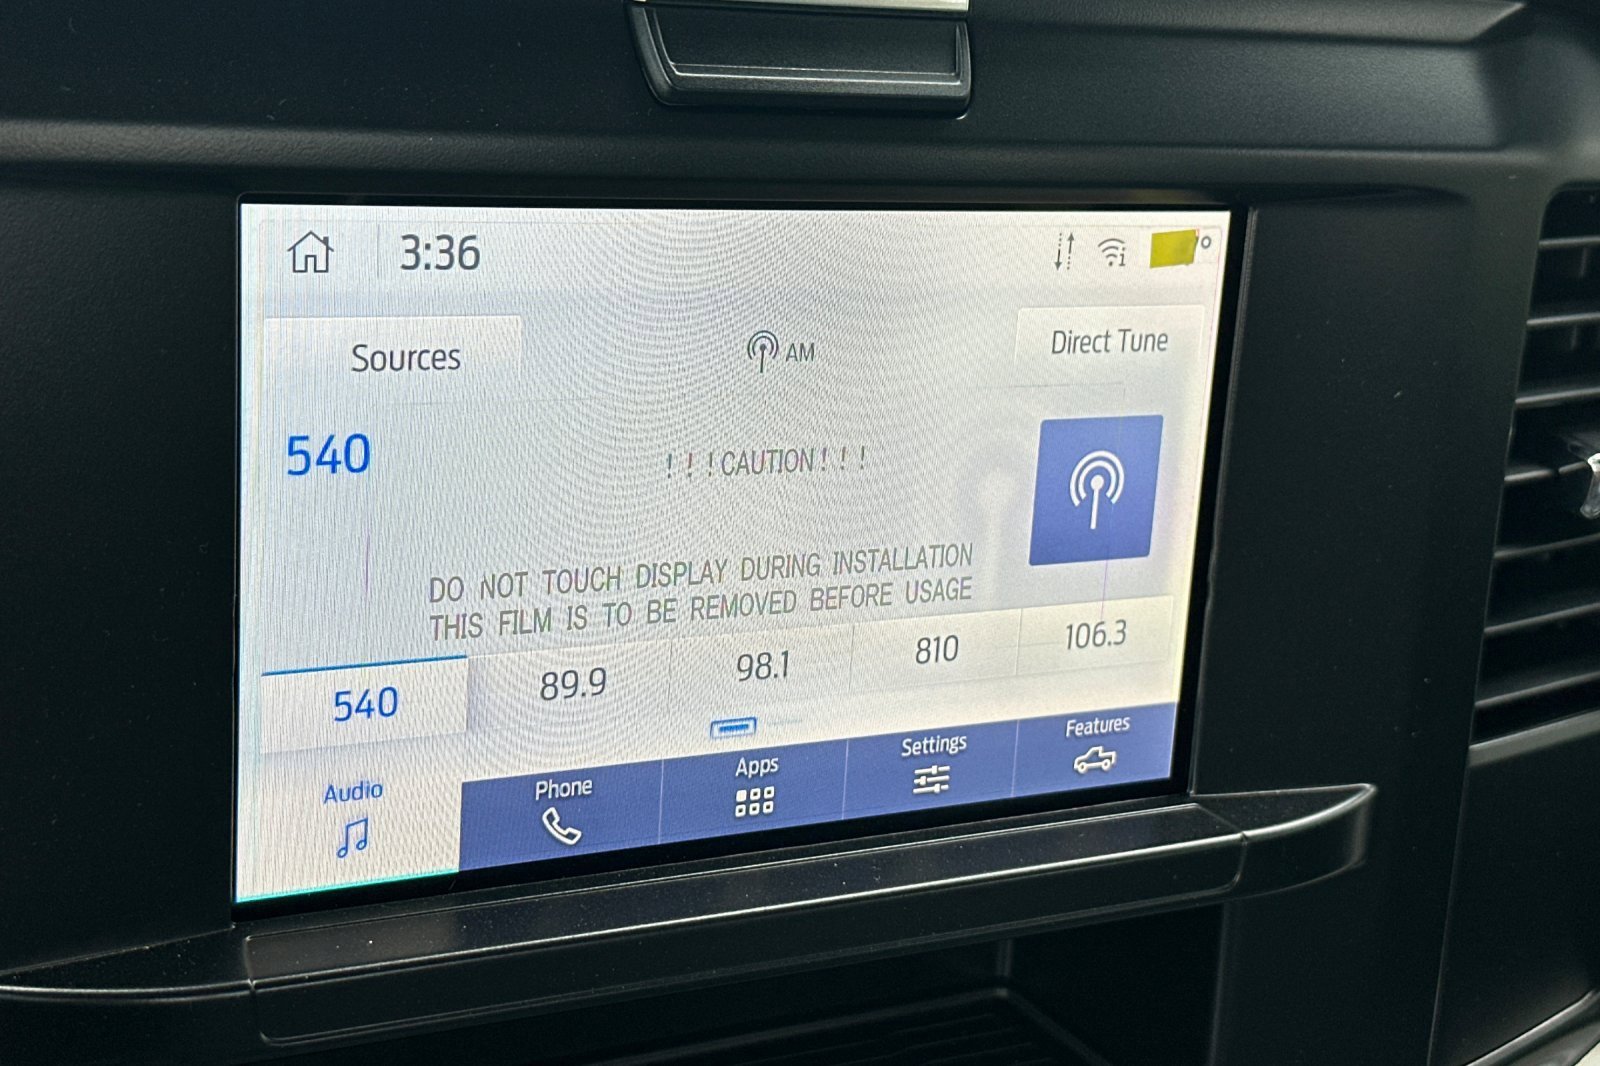 3:36
Sources
AM
Direct Tune
540
! ! ! CAUTION ! ! !
DO NOT TOUCH DISPLAY DURING INSTALLATION
THIS FILM IS TO BE REMOVED BEFORE USAGE
540 89.9 98.1 810 106.3
Audio Phone Apps Settings Features